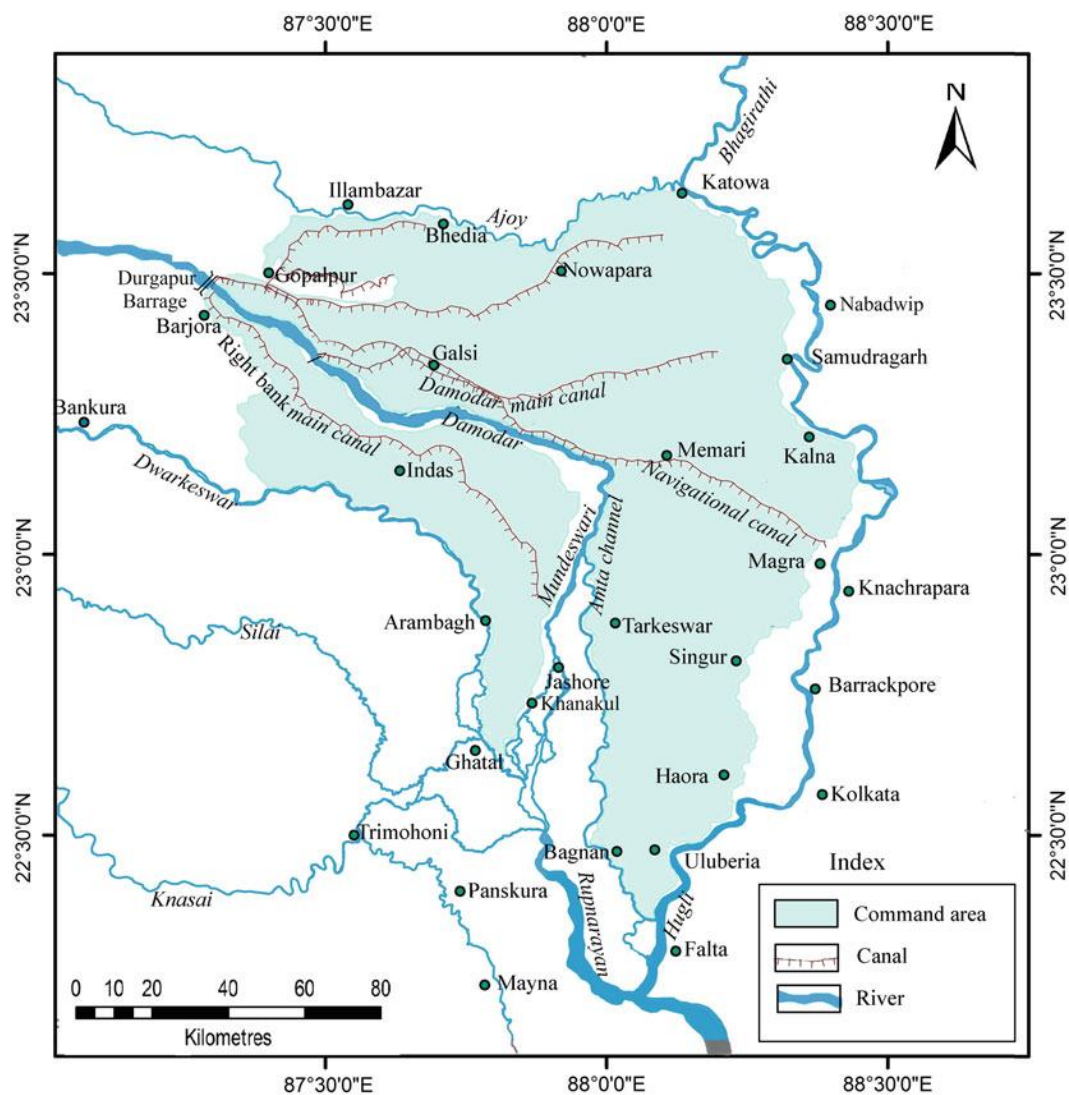 87°30'0"E
88°0'0"E
88°30'0"E
N
Bhagirathi
Katowa
Illambazar
Ajoy
Bhedia
23°30'0"N
23°30'0"N
Gopalpur
Nowapara
Durgapur
Barrage
Nabadwip
Barjora
Galsi
Samudragarh
Right bank main canal
Damodar main canal
Bankura
Damodar
Memari
Kalna
Dwarkeswar
Indas
Navigational canal
Mundeswari
Amta channel
23°0'0"N
23°0'0"N
Magra
Knachrapara
Arambagh
Tarkeswar
Silai
Singur
Jashore
Barrackpore
Khanakul
Ghatal
Haora
Kolkata
22°30'0"N
22°30'0"N
Trimohoni
Bagnan
Uluberia
Index
Knasai
Panskura
Rupnarayan
Hugli
Command area
Falta
Canal
Mayna
River
0 10 20 40 60 80
Kilometres
87°30'0"E
88°0'0"E
88°30'0"E